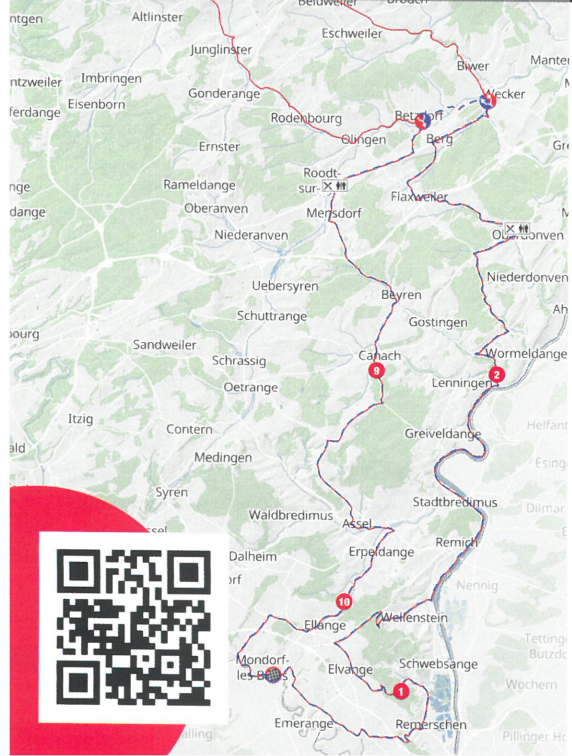 Beldweiler
Altlinster
Eschweiler
Junglinster
Biwer
Imbringen
Gonderange
Wecker
Eisenborn
Rodenbourg
Betzdorf
Olingen
Berg
Ernster
Roodt-
sur-
Rameldange
Flaxweiler
Oberanven
Mensdorf
Niederanven
Oberdonven
Uebersyren
Niederdonven
Beyren
Schuttrange
Gostingen
Sandweiler
Canach
Wormeldange
Schrassig
9
2
Oetrange
Lenningen
Itzig
Contern
Greiveldange
Medingen
Syren
Stadtbredimus
Waldbredimus
Assel
Remich
Dalheim
Erpeldange
Nennig
10
Ellange
Wellenstein
Mondorf-
les Bains
Elvange
Schwebsange
Wochern
1
Emerange
Remerschen